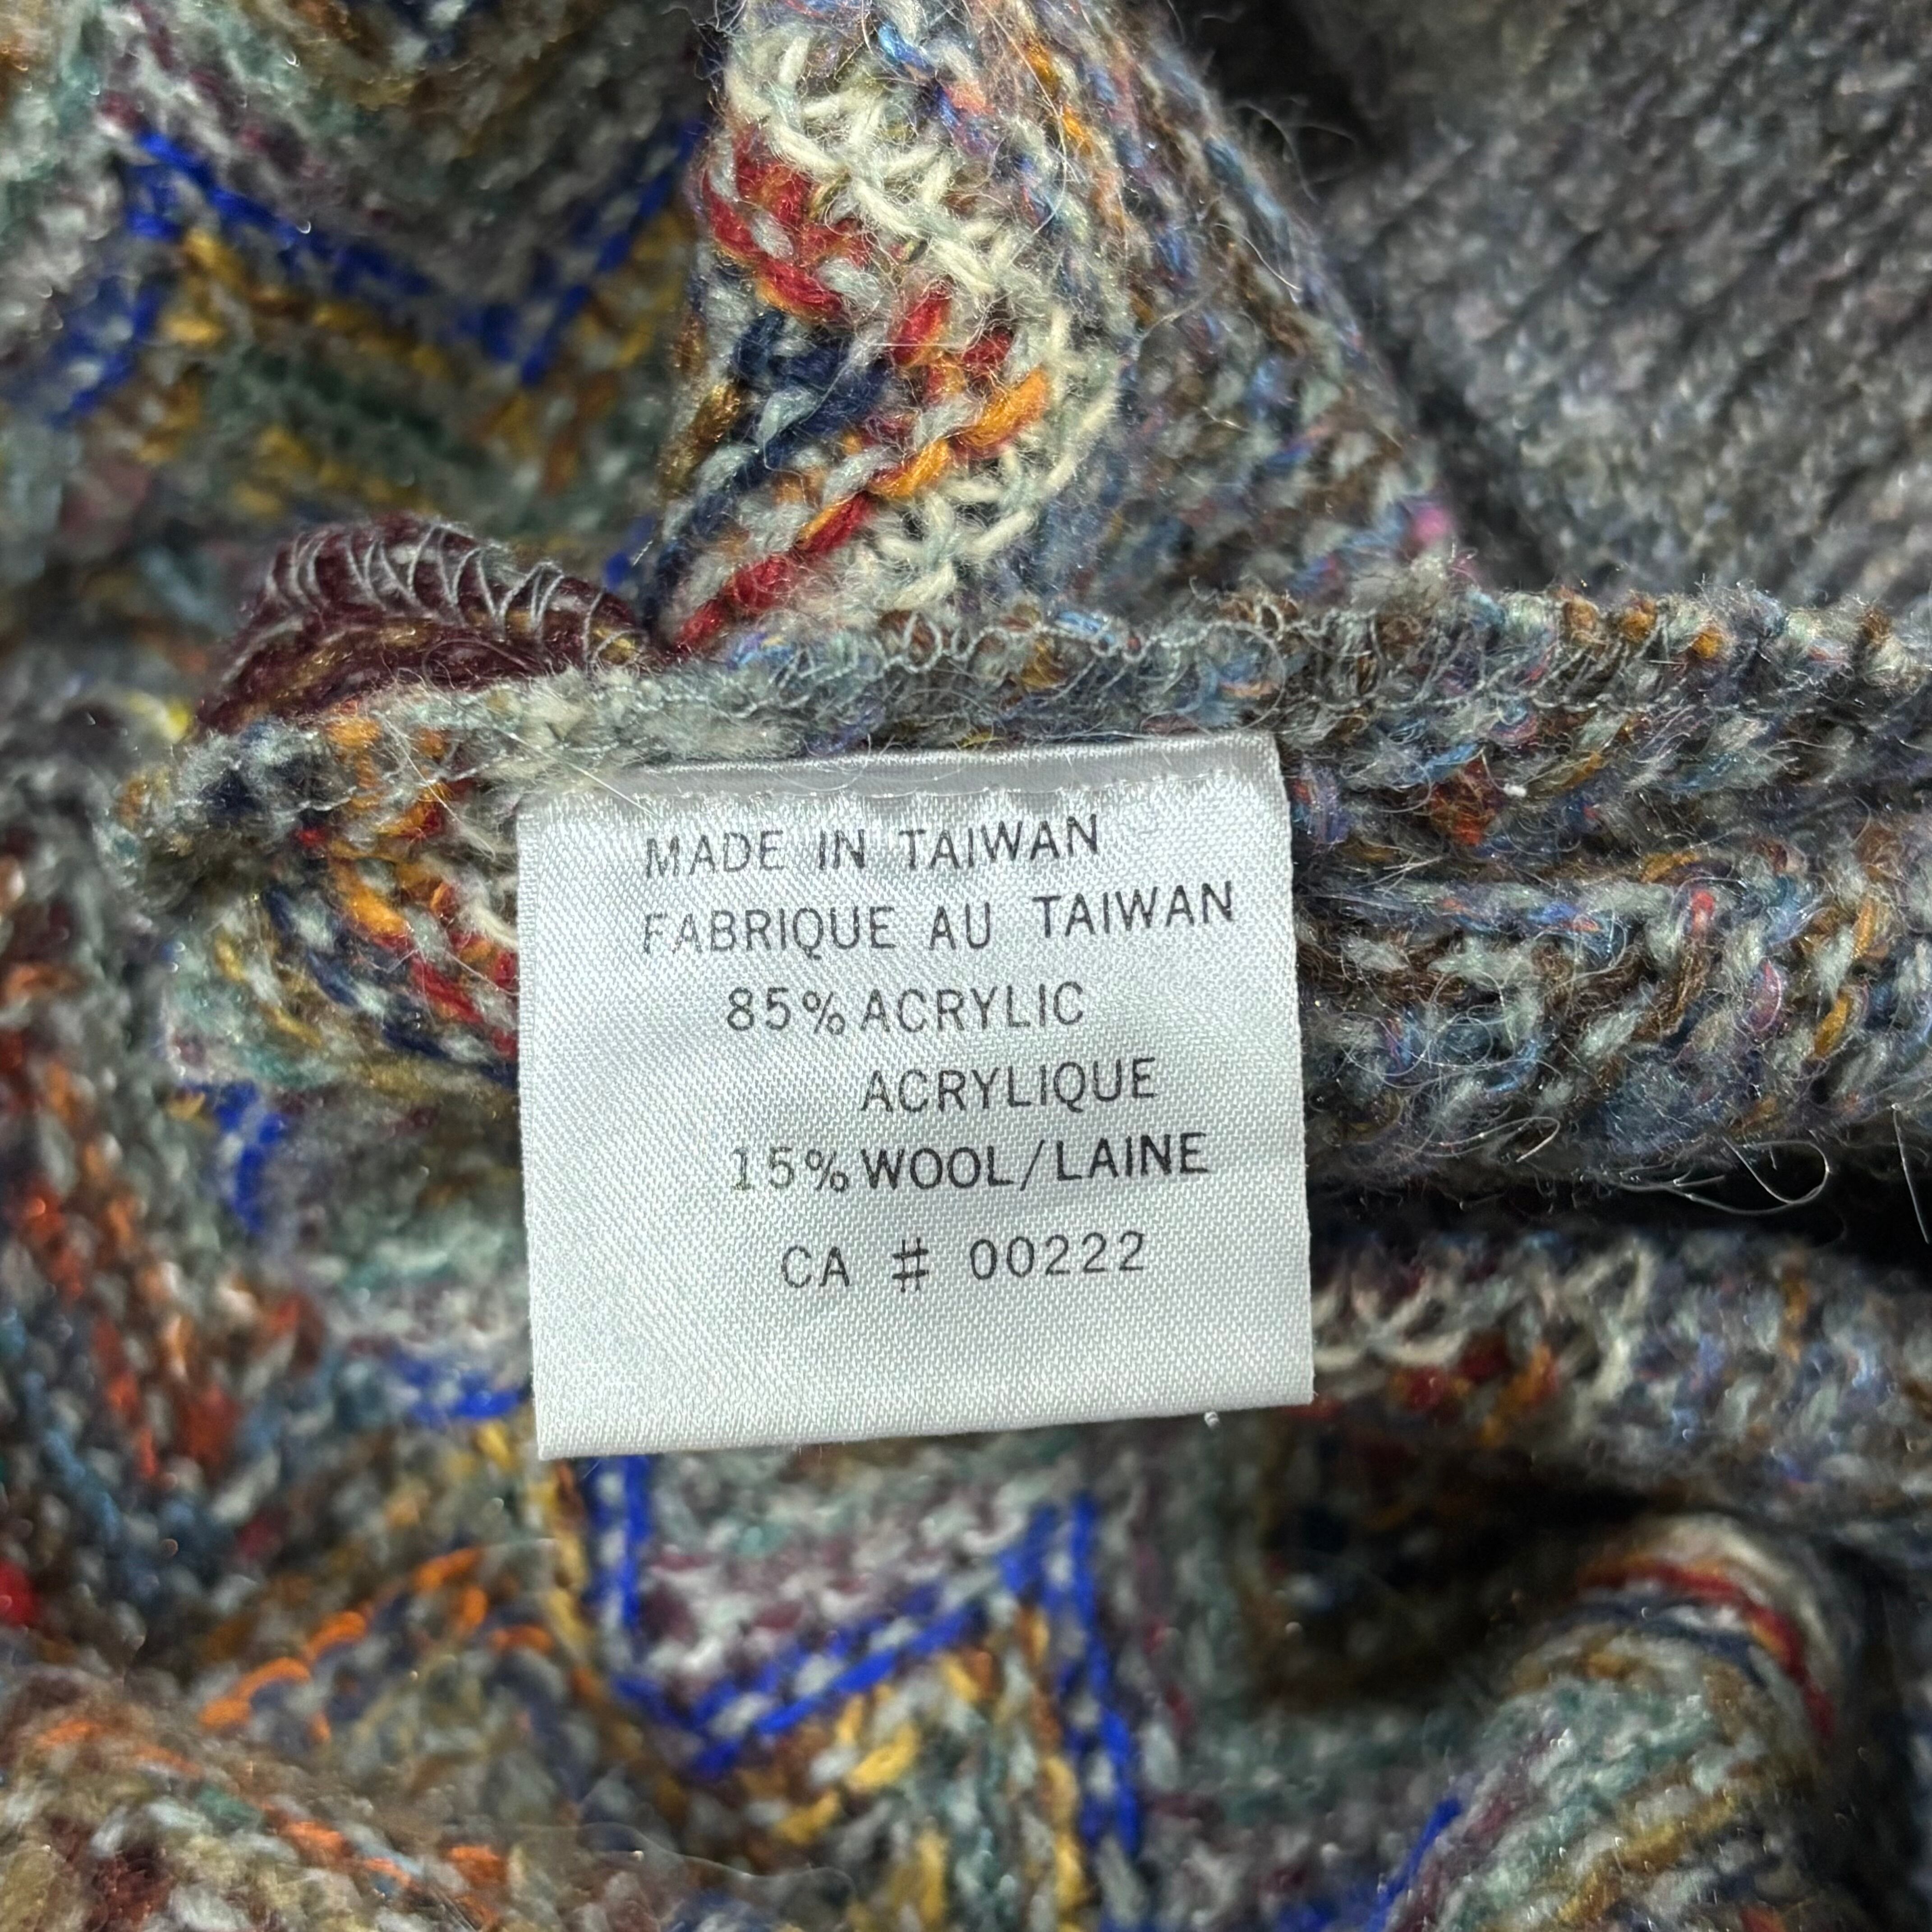 MADE IN TAIWAN
FABRIQUE AU TAIWAN
85% ACRYLIC
ACRYLIQUE
15% WOOL/LAINE
CA # 00222